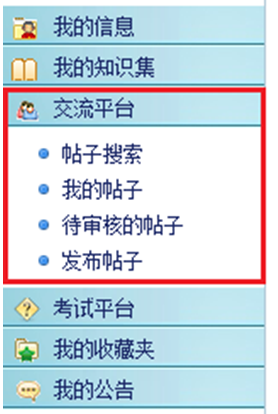 我的信息
我的知识集
交流平台
帖子搜索
我的帖子
待审核的帖子
发布帖子
考试平台
我的收藏夹
我的公告